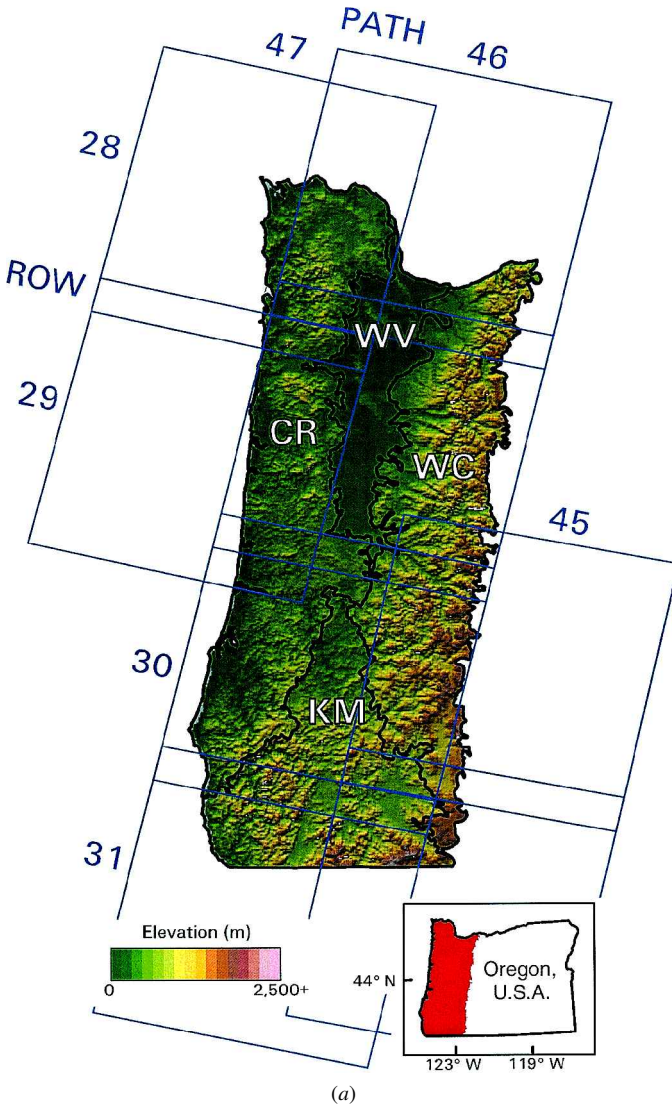 PATH
47
46
28
ROW
WV
29
CR
WC
45
30
KM
31
Elevation (m)
0 2,500+
44° N
Oregon,
U.S.A.
123° W 119° W
(a)